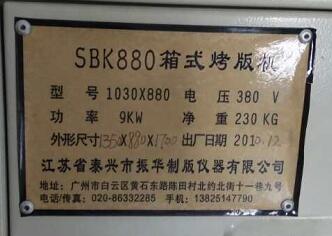 SBK880箱式烤版机
型 号 1030X880 电 压 380 V
功 率 9KW 净 重 230 KG
外形尺寸 1350X880X1700 出厂日期 2010.12
江苏省泰兴市振华制版仪器有限公司
地址:广州市白云区黄石东路陈田村北约北街十一巷九号
电话/传真:020-86332285 手机:13825147790